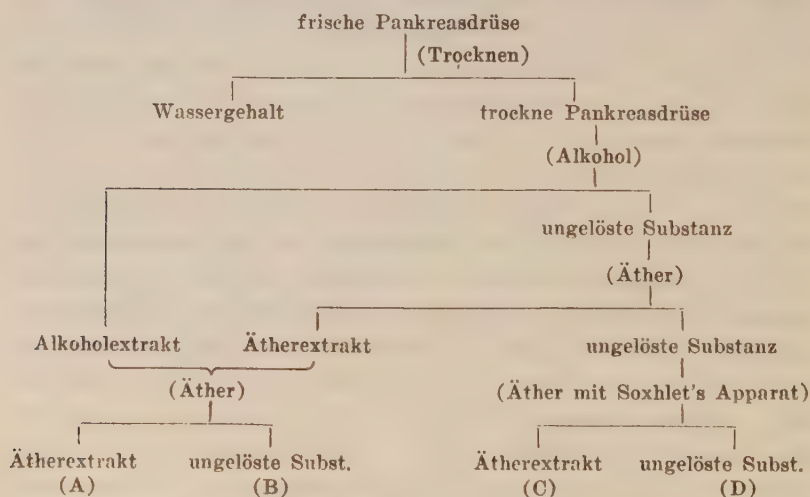 frische Pankreasdrüse
(Trocknen)
Wassergehalt trockne Pankreasdrüse
(Alkohol)
ungelöste Substanz
(Äther)
Alkoholextrakt Ätherextrakt ungelöste Substanz
(Äther) (Äther mit Soxhlet's Apparat)
Ätherextrakt ungelöste Subst. Ätherextrakt ungelöste Subst.
(A) (B) (C) (D)